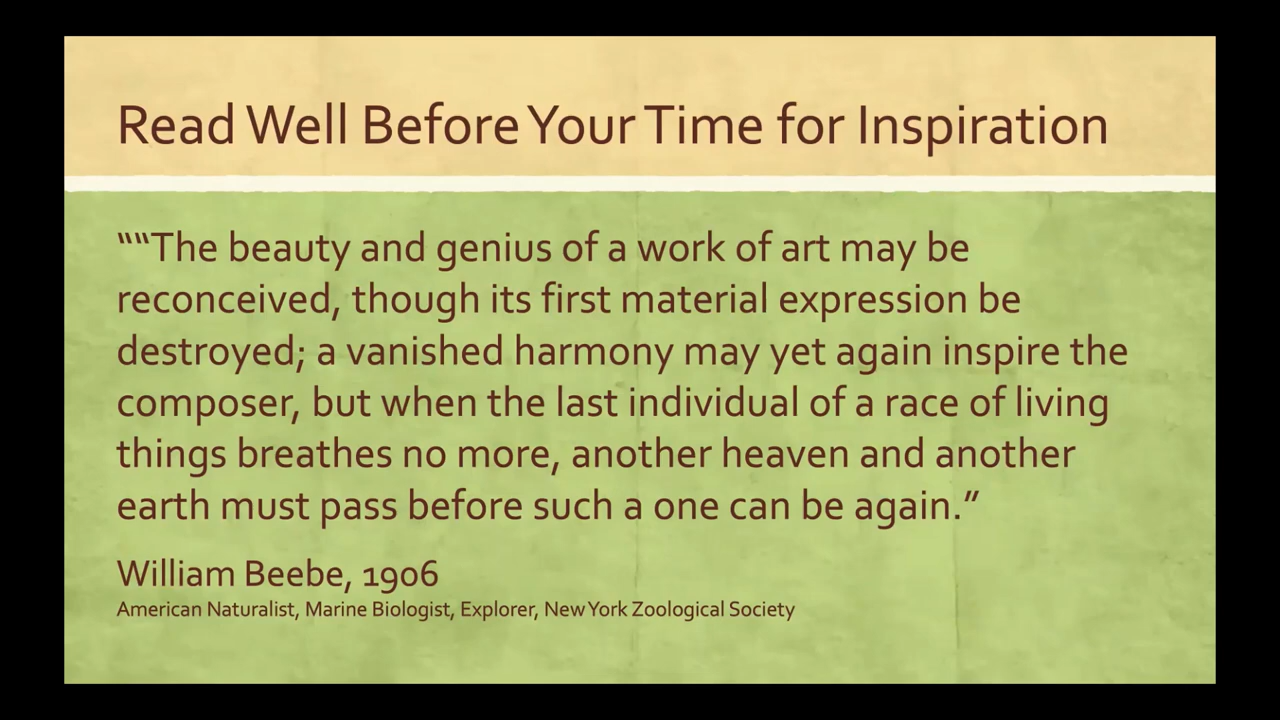 Read Well Before Your Time for Inspiration
““The beauty and genius of a work of art may be
reconceived, though its first material expression be
destroyed; a vanished harmony may yet again inspire the
composer, but when the last individual of a race of living
things breathes no more, another heaven and another
earth must pass before such a one can be again.”
William Beebe, 1906
American Naturalist, Marine Biologist, Explorer, New York Zoological Society